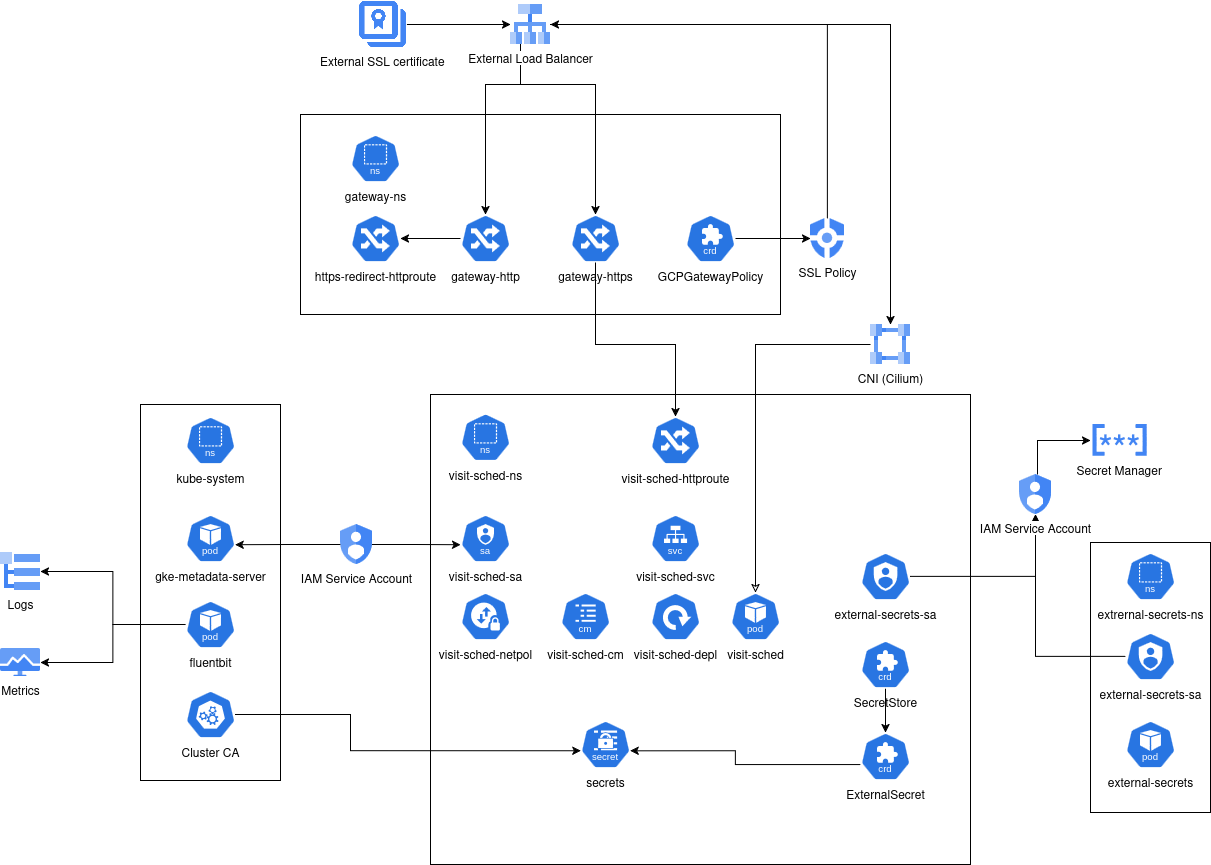 External SSL certificate
External Load Balancer
ns
gateway-ns
https-redirect-httproute
gateway-http
gateway-https
crd
GCPGatewayPolicy
SSL Policy
CNI (Cilium)
ns
kube-system
pod
gke-metadata-server
pod
fluentbit
Cluster CA
Logs
Metrics
IAM Service Account
ns
visit-sched-ns
visit-sched-httproute
sa
visit-sched-sa
svc
visit-sched-svc
visit-sched-netpol
cm
visit-sched-cm
visit-sched-depl
pod
visit-sched
external-secrets-sa
crd
SecretStore
secret
secrets
crd
ExternalSecret
[***]
Secret Manager
IAM Service Account
ns
extrernal-secrets-ns
external-secrets-sa
pod
external-secrets